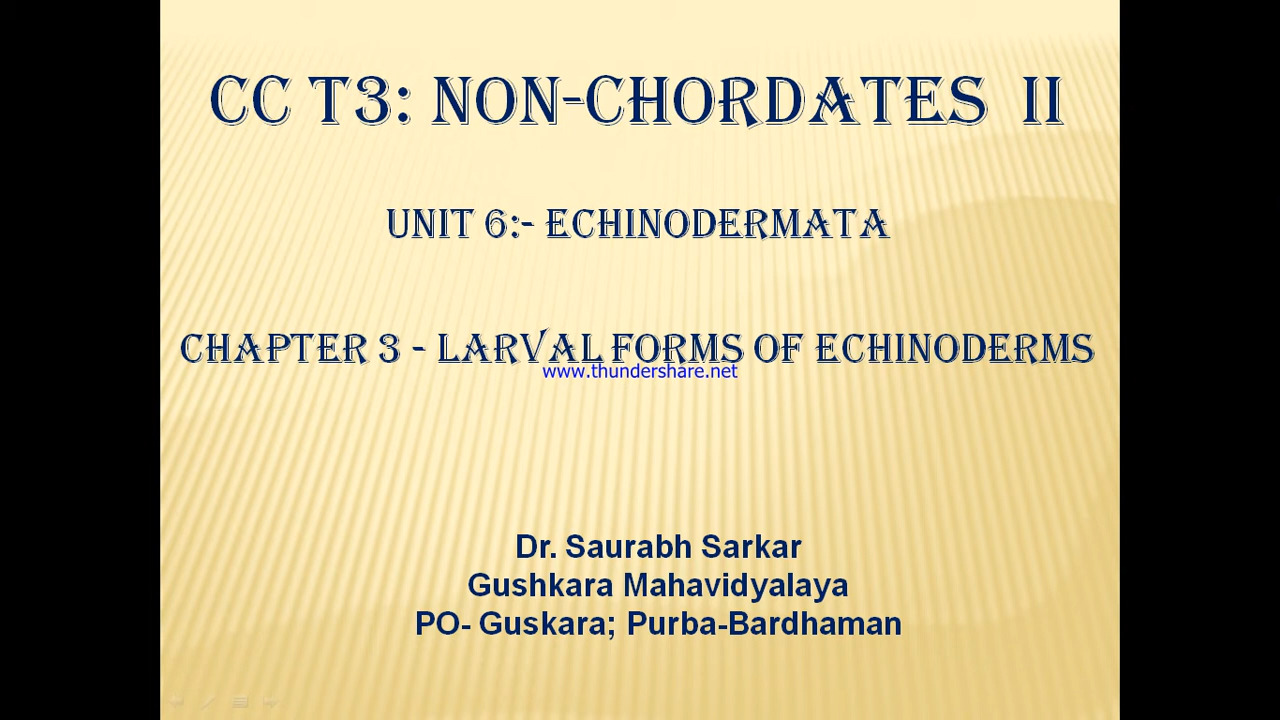 CC T3: NON-CHORDATES II
UNIT 6:- ECHINODERMATA
CHAPTER 3 - LARVAL FORMS OF ECHINODERMS
www.thundershare.net
Dr. Saurabh Sarkar
Gushkara Mahavidyalaya
PO- Guskara; Purba-Bardhaman